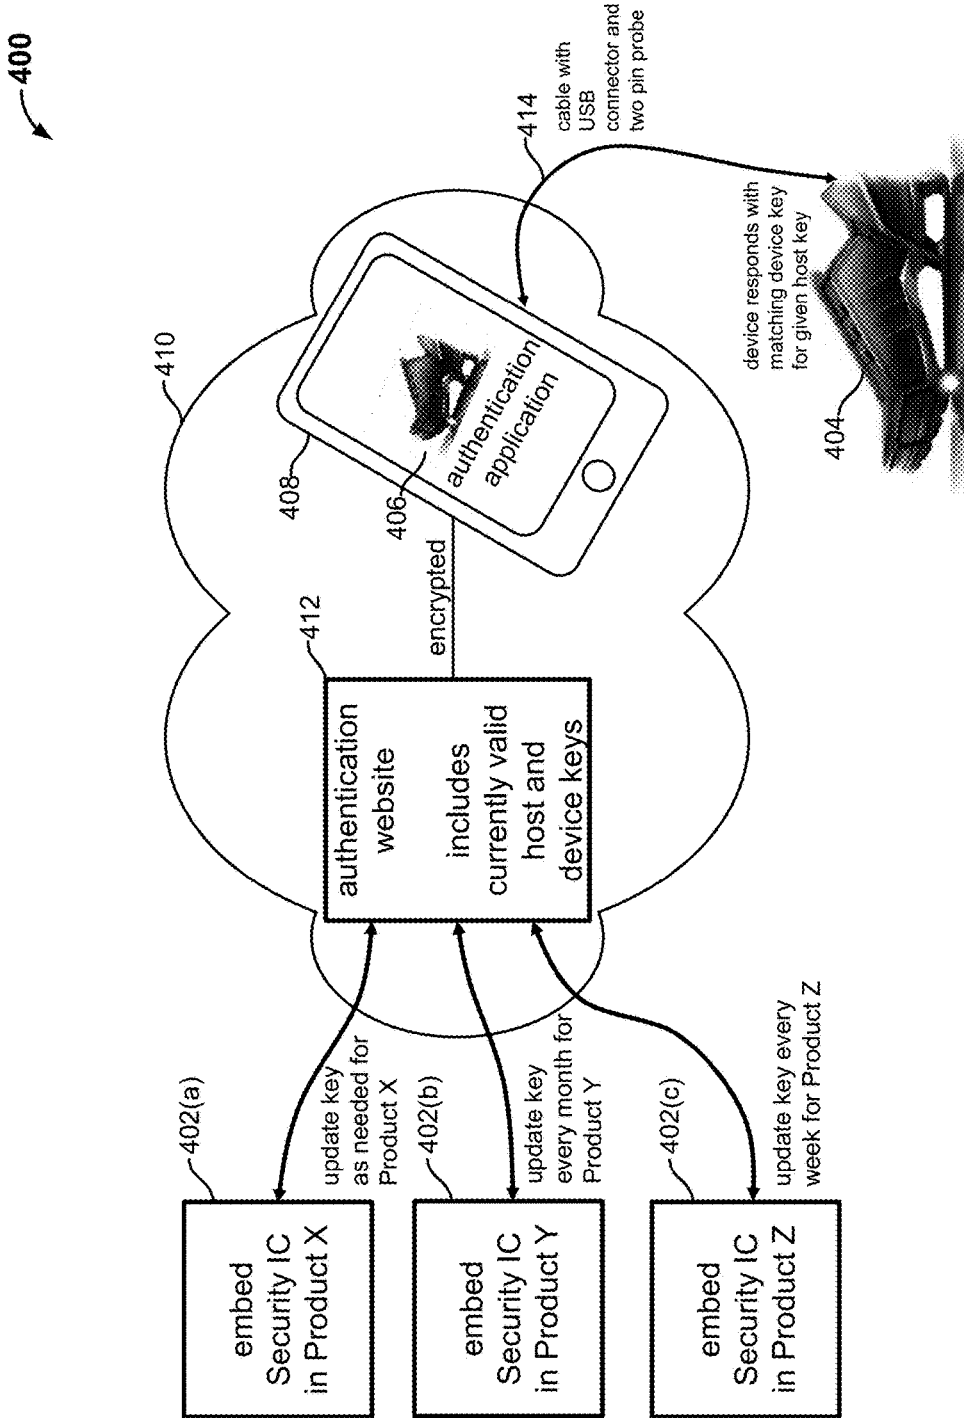 400
410
408
406
authentication
application
414
cable with
USB
connector and
two pin probe
device responds with
matching device key
for given host key
404
encrypted
412
authentication
website
includes
currently valid
host and
device keys
402(a)
update key
as needed for
Product X
embed
Security IC
in Product X
402(b)
update key
every month for
Product Y
embed
Security IC
in Product Y
402(c)
update key every
week for Product Z
embed
Security IC
in Product Z